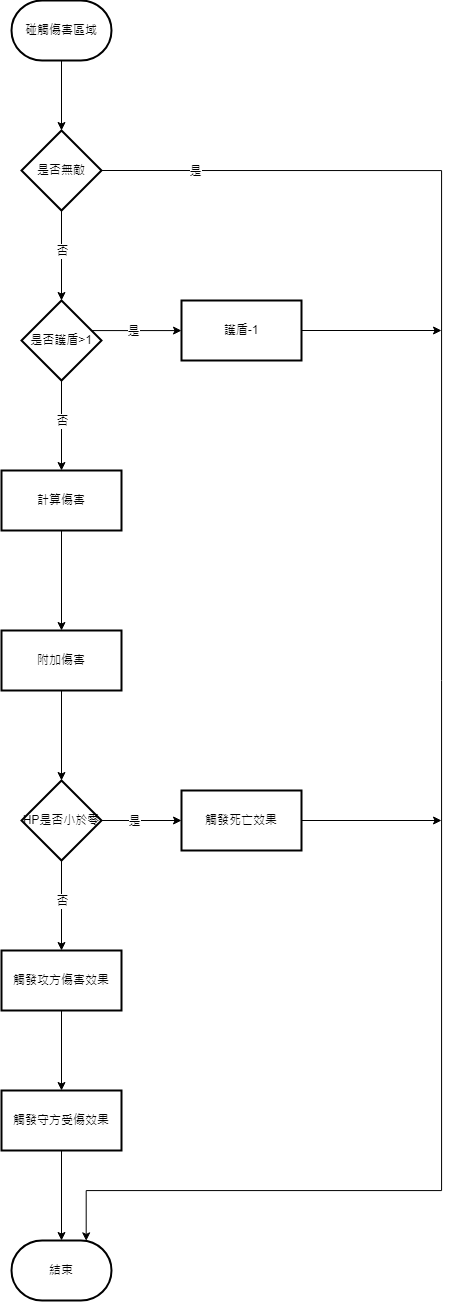 碰觸傷害區域
是否無敵
是
否
是否護盾>1
是
護盾-1
否
計算傷害
附加傷害
HP是否小於零
是
觸發死亡效果
否
觸發攻方傷害效果
觸發守方受傷效果
結束